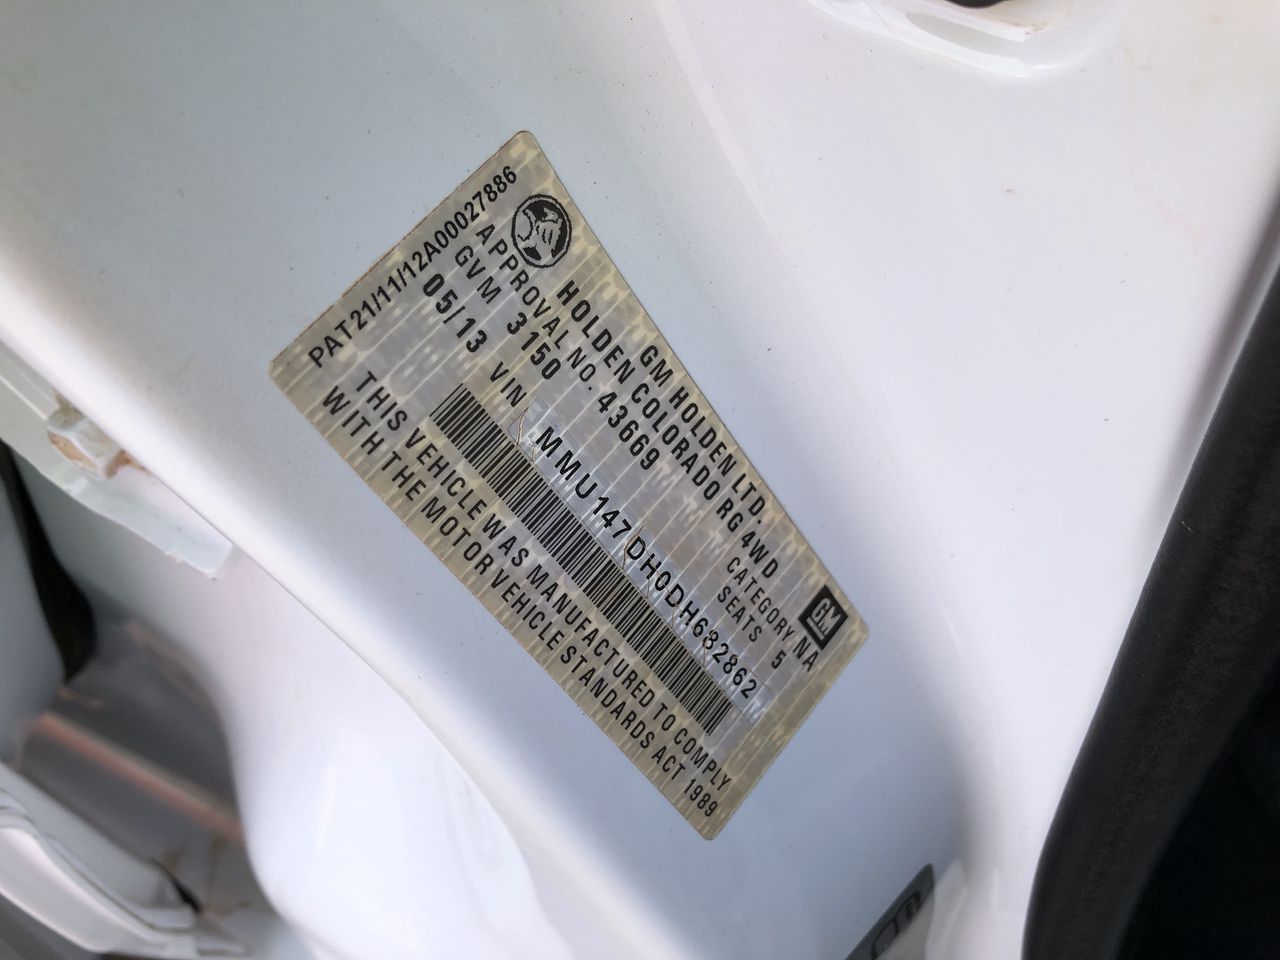 GM HOLDEN LTD.
HOLDEN COLORADO RG 4WD
APPROVAL NO. 43669 CATEGORY NA
GVM 3150 SEATS 5
05/13 VIN MMU147DH0DH682862
THIS VEHICLE WAS MANUFACTURED TO COMPLY
WITH THE MOTOR VEHICLE STANDARDS ACT 1989
PAT21/11/12A00027886
GM